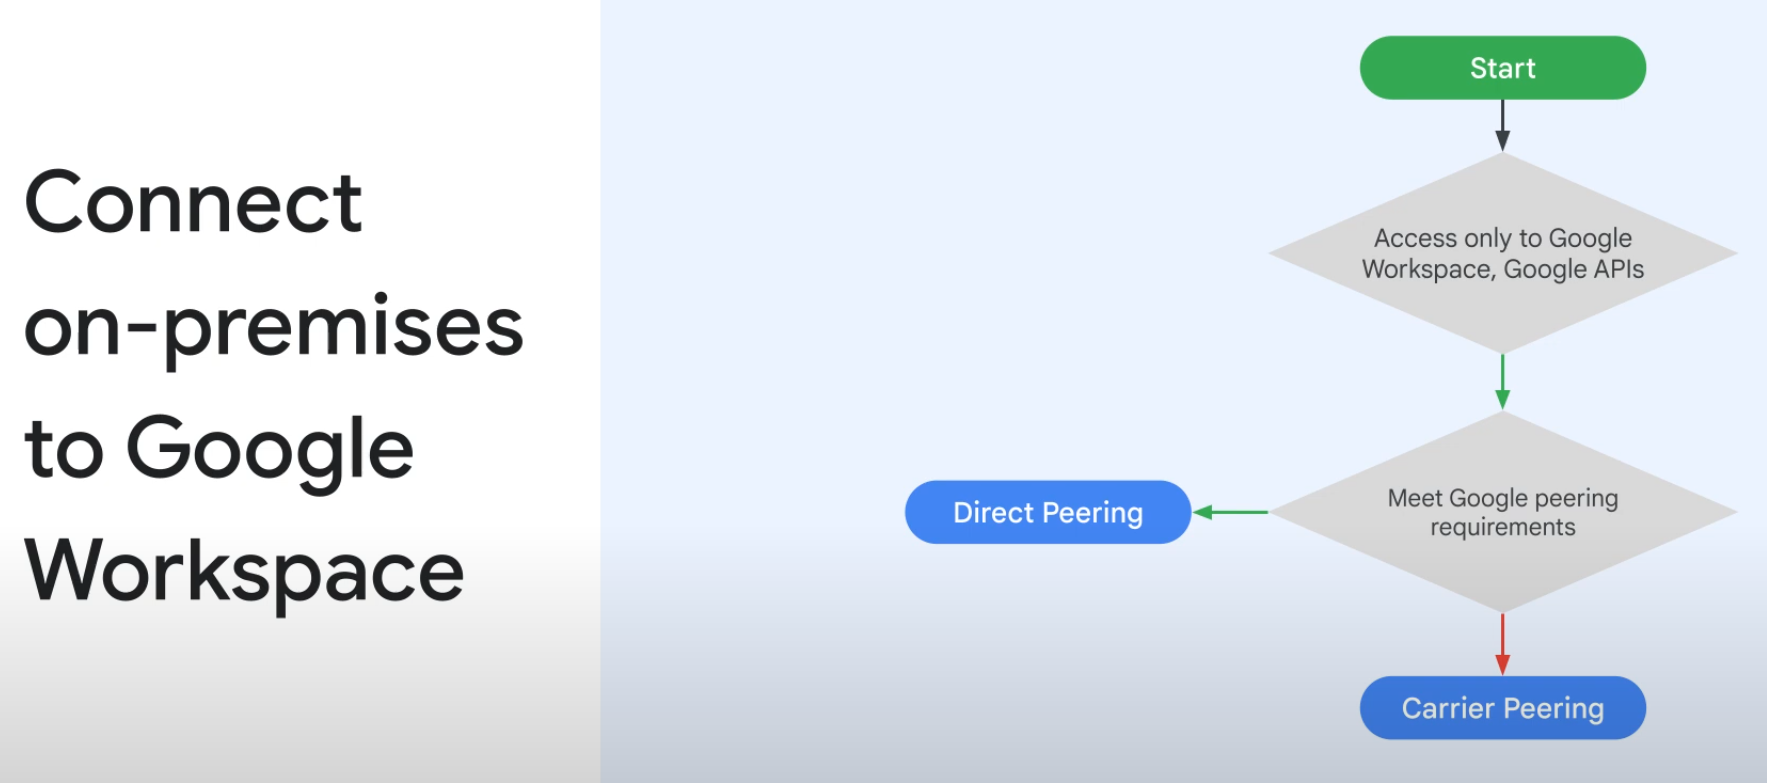 Connect
on-premises
to Google
Workspace
Start
Access only to Google
Workspace, Google APIs
Meet Google peering
requirements
Direct Peering
Carrier Peering